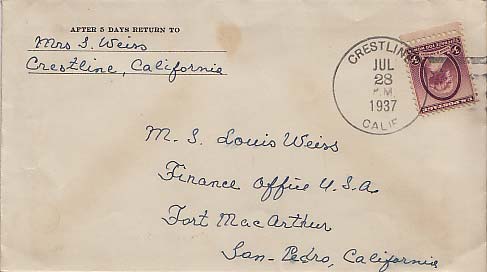 AFTER 5 DAYS RETURN TO
Mrs S. Weiss
Crestline, California
CRESTLINE
JUL
28
P.M.
1937
CALIF.
M. S. Louis Weiss
Finance Office U.S.A.
Fort MacArthur
San-Pedro, California